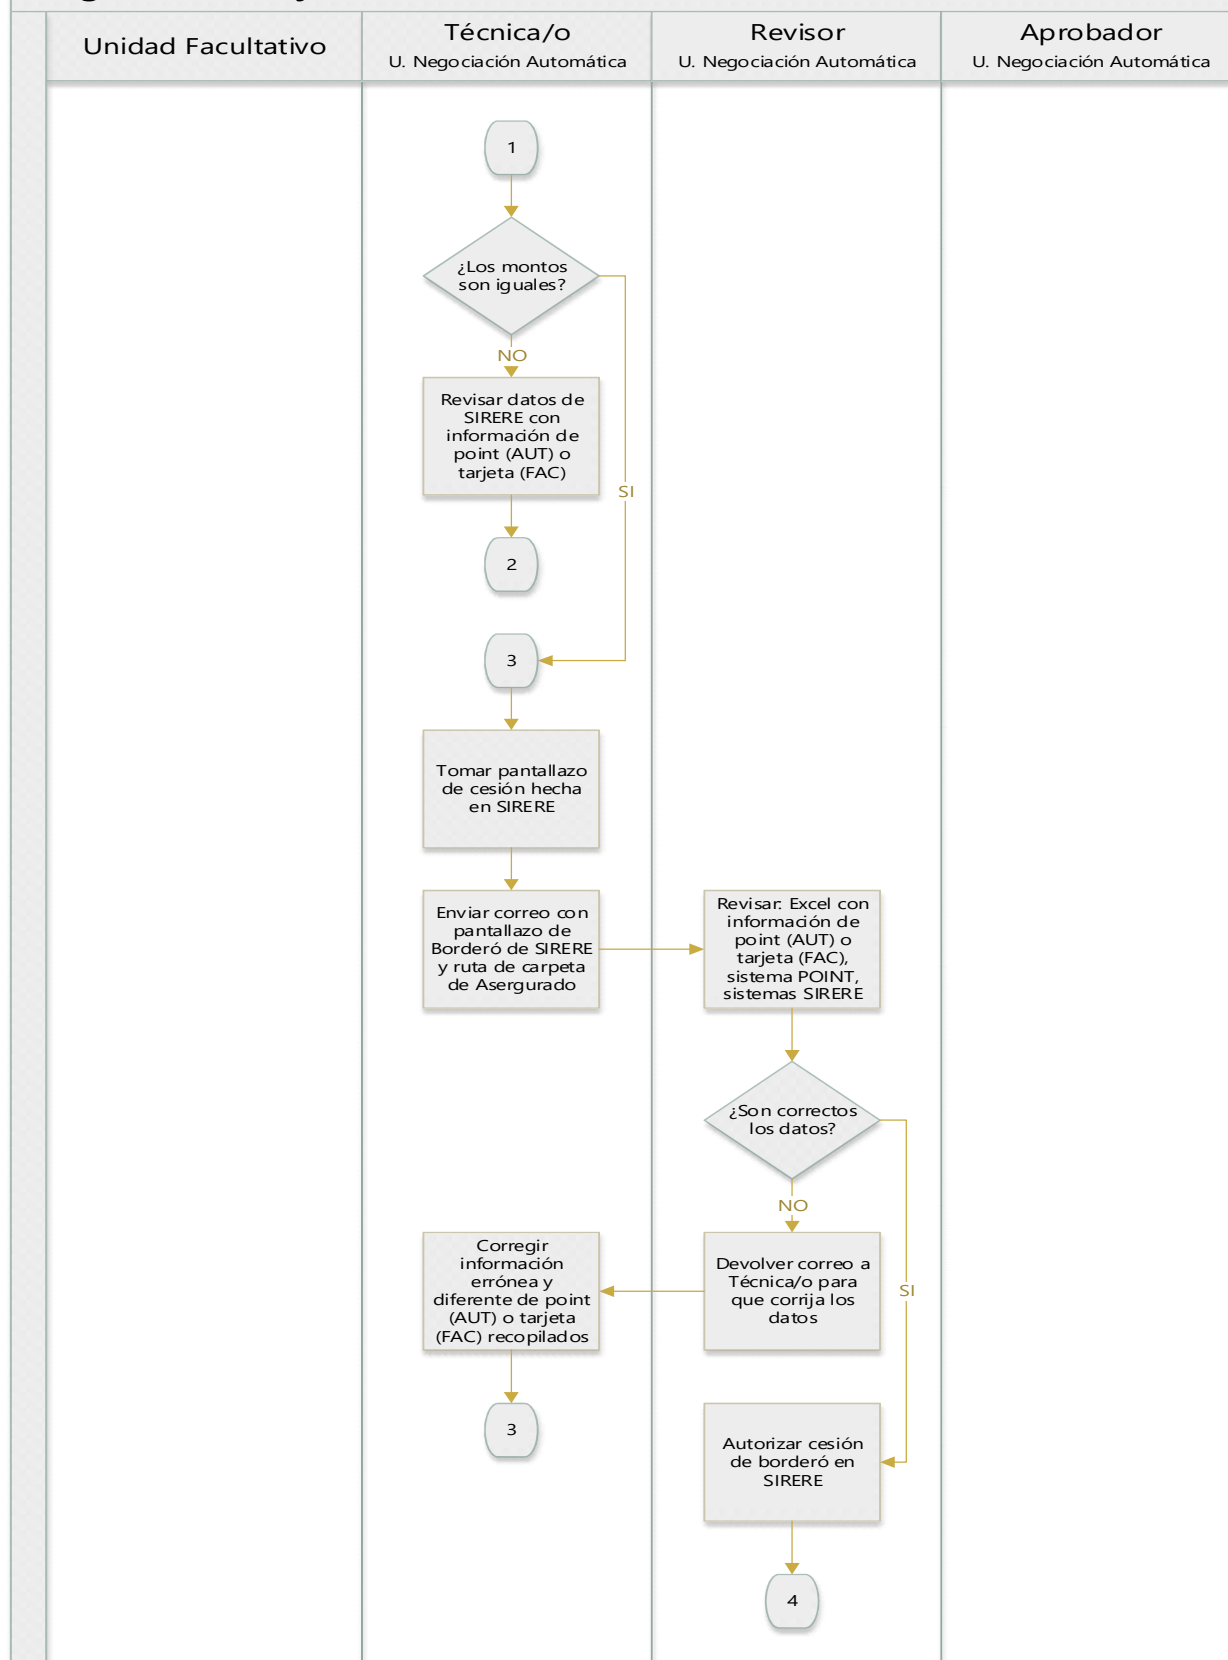 Unidad Facultativo
Técnica/o
U. Negociación Automática
Revisor
U. Negociación Automática
Aprobador
U. Negociación Automática
1
¿Los montos
son iguales?
NO
SI
Revisar datos de
SIRERE con
información de
point (AUT) o
tarjeta (FAC)
2
3
Tomar pantallazo
de cesión hecha
en SIRERE
Enviar correo con
pantallazo de
Borderó de SIRERE
y ruta de carpeta
de Asergurado
Revisar: Excel con
información de
point (AUT) o
tarjeta (FAC),
sistema POINT,
sistemas SIRERE
¿Son correctos
los datos?
NO
SI
Devolver correo a
Técnica/o para
que corrija los
datos
Corregir
información
errónea y
diferente de point
(AUT) o tarjeta
(FAC) recopilados
3
Autorizar cesión
de borderó en
SIRERE
4